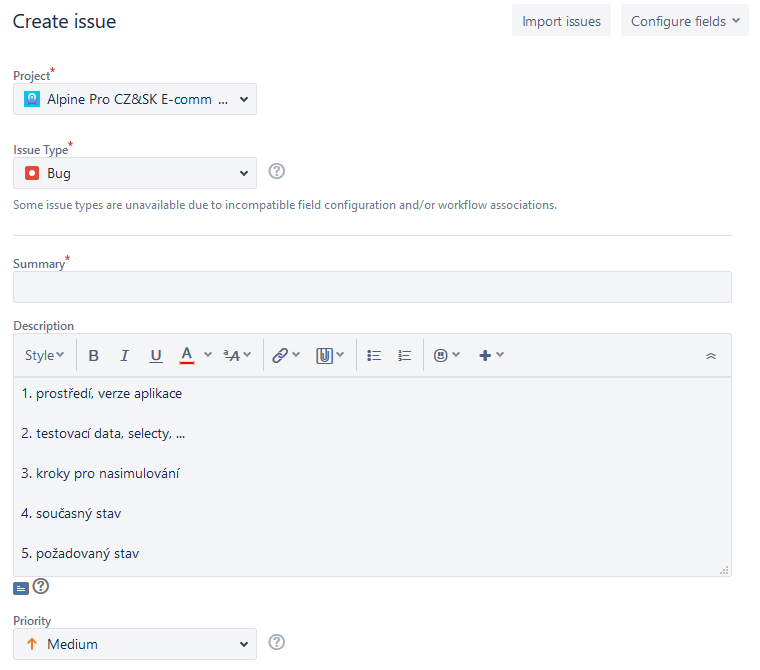 Create issue
Import issues
Configure fields
Project*
Alpine Pro CZ&SK E-comm ...
Issue Type*
Bug
Some issue types are unavailable due to incompatible field configuration and/or workflow associations.
Summary*
Description
Style B I U A ªA
1. prostředí, verze aplikace
2. testovací data, selecty, ...
3. kroky pro nasimulování
4. současný stav
5. požadovaný stav
Priority
Medium